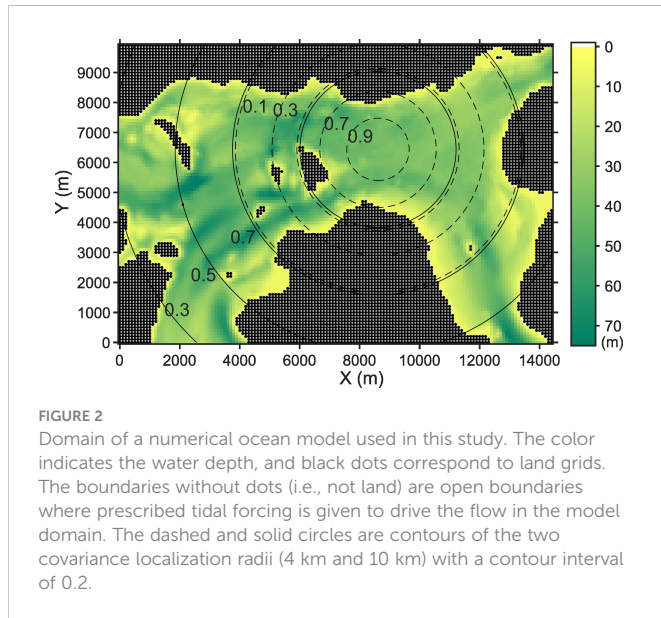 9000
8000
7000
6000
5000
4000
3000
2000
1000
0
Y (m)
0.1 0.3
0.7
0.9
0.7
0.5
0.3
0 2000 4000 6000 8000 10000 12000 14000
X (m)
0
10
20
30
40
50
60
70
(m)
FIGURE 2
Domain of a numerical ocean model used in this study. The color
indicates the water depth, and black dots correspond to land grids.
The boundaries without dots (i.e., not land) are open boundaries
where prescribed tidal forcing is given to drive the flow in the model
domain. The dashed and solid circles are contours of the two
covariance localization radii (4 km and 10 km) with a contour interval
of 0.2.